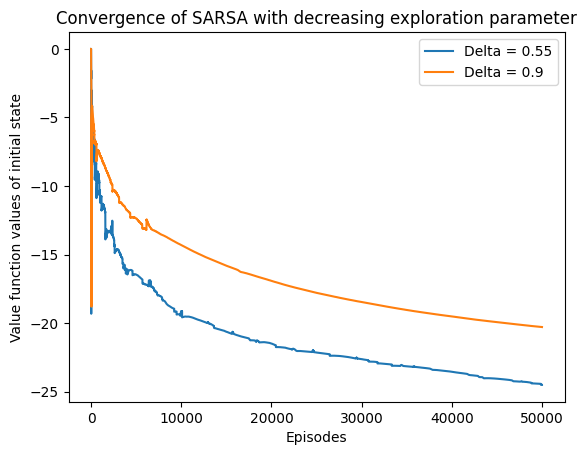 Convergence of SARSA with decreasing exploration parameter
Delta = 0.55
Delta = 0.9
Value function values of initial state
0
−5
−10
−15
−20
−25
0
10000
20000
30000
40000
50000
Episodes